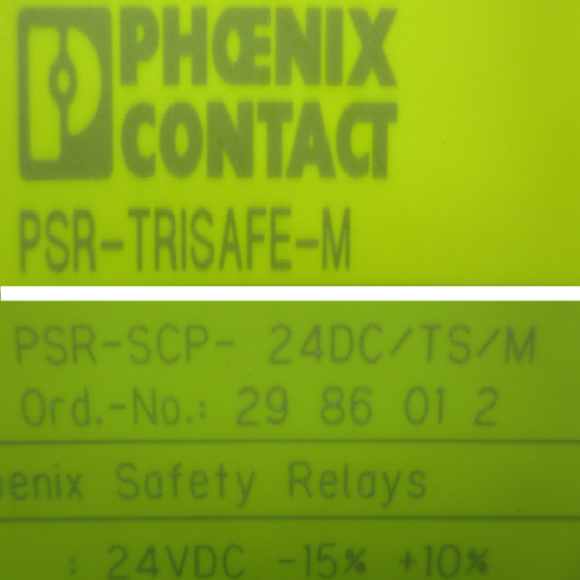 PHŒNIX
CONTACT
PSR-TRISAFE-M
PSR-SCP- 24DC/TS/M
Ord.-No.: 29 86 01 2
oenix Safety Relays
: 24VDC -15% +10%